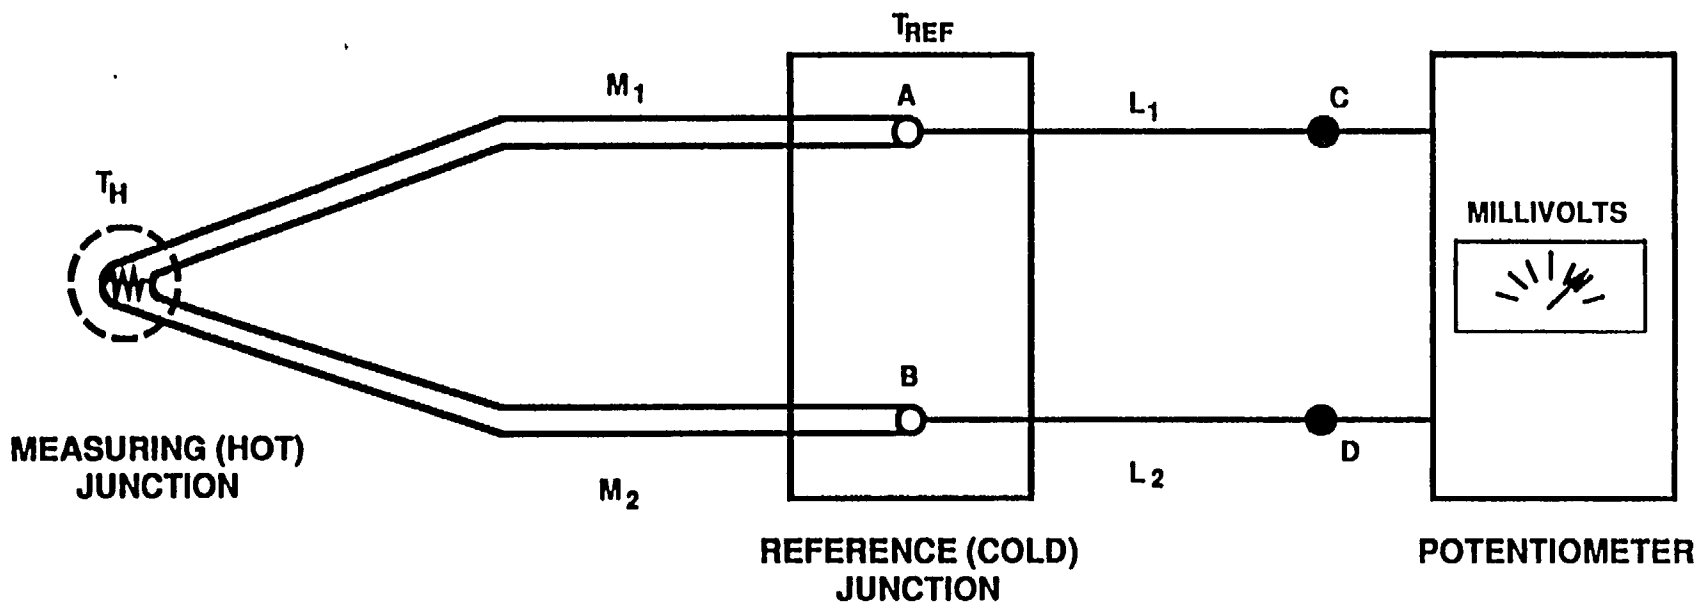 T_REF
M_1
A
L_1
C
T_H
MILLIVOLTS
B
D
MEASURING (HOT)
JUNCTION
M_2
L_2
REFERENCE (COLD)
JUNCTION
POTENTIOMETER